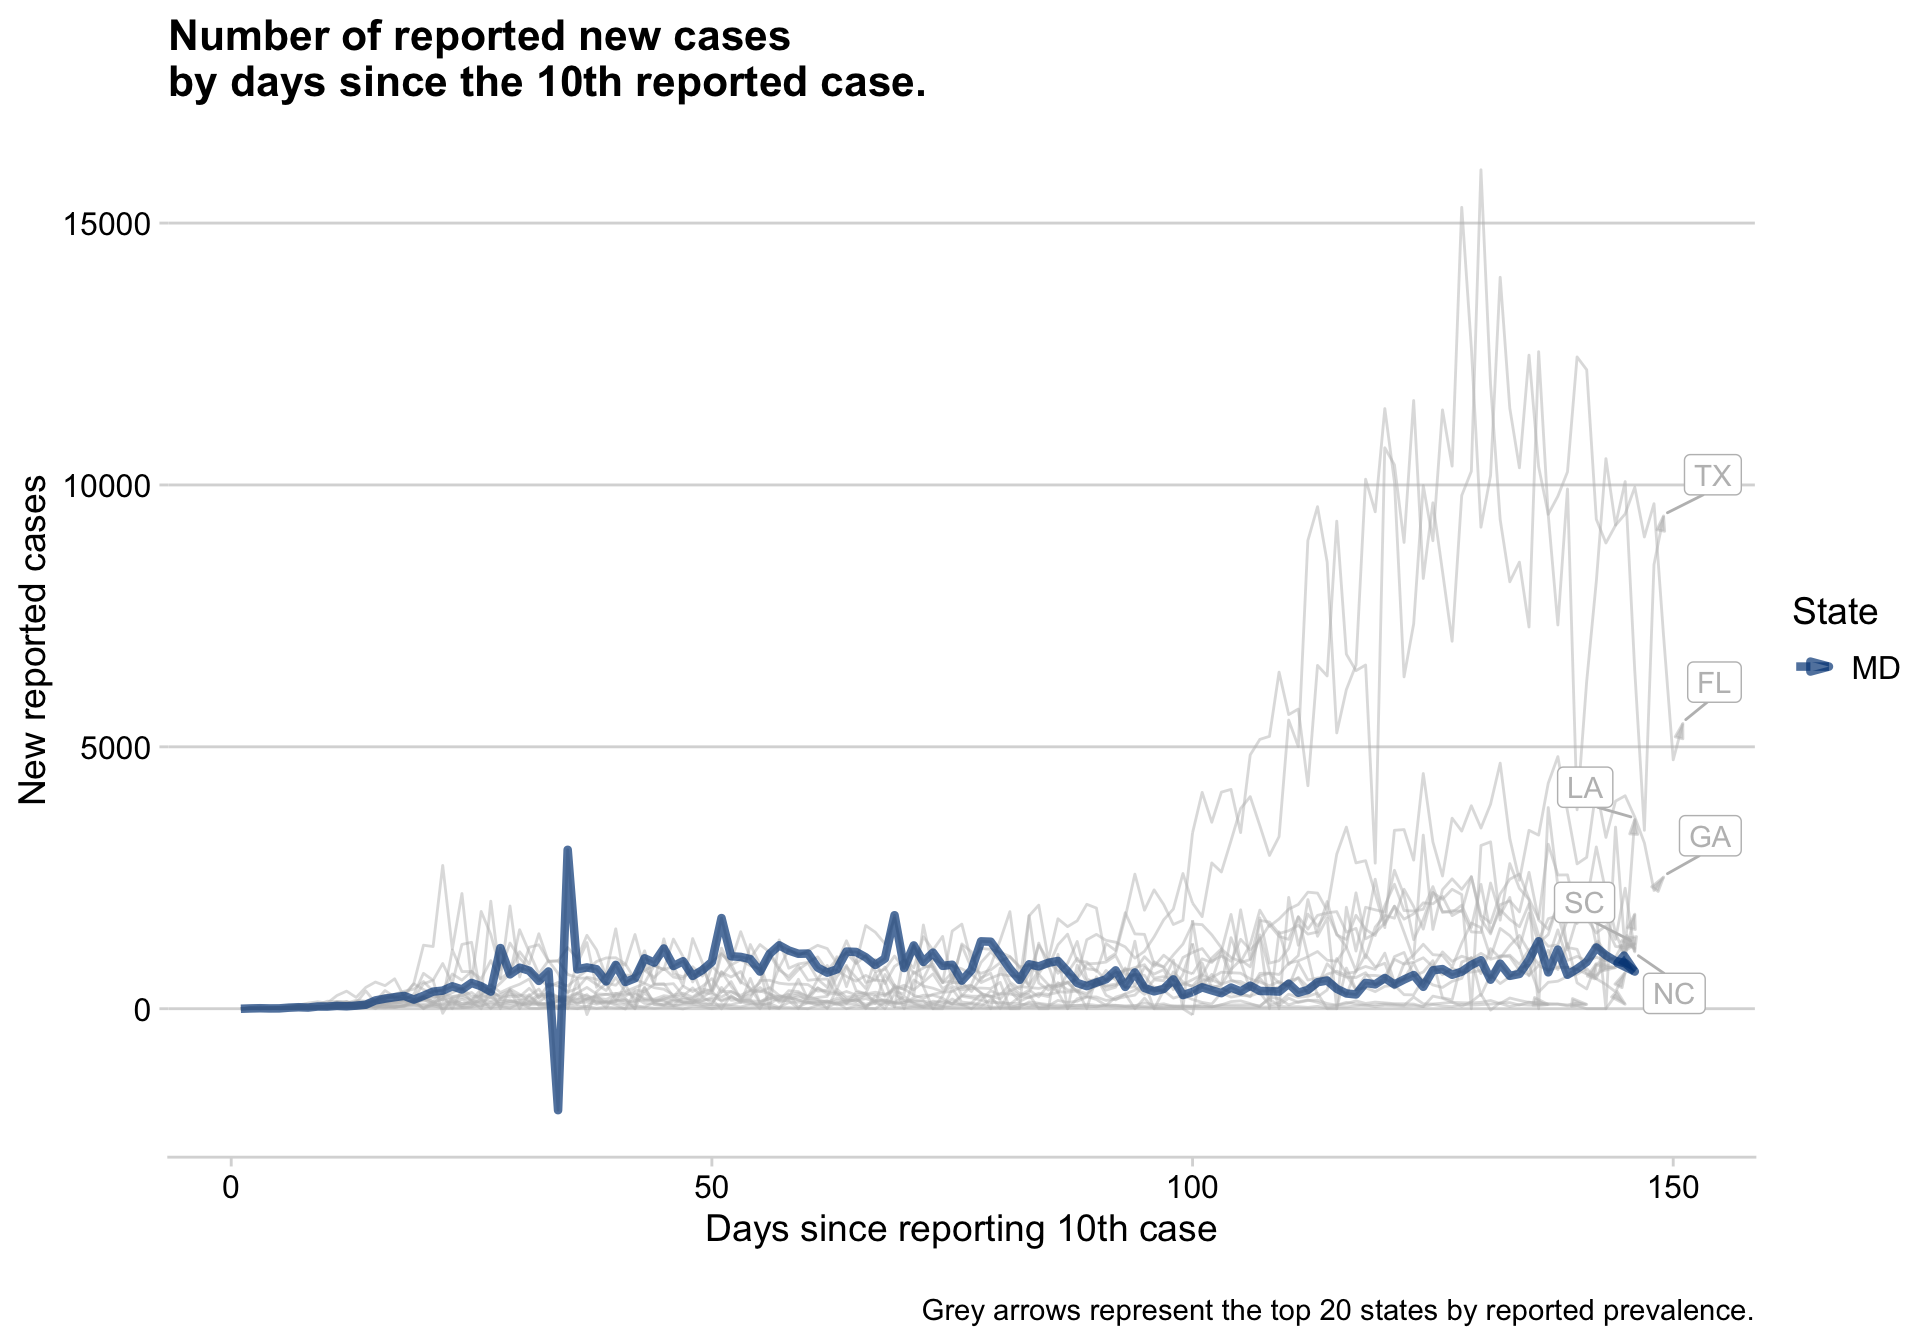 Number of reported new cases
by days since the 10th reported case.
15000
10000
5000
0
New reported cases
TX
FL
LA
GA
SC
NC
State
MD
0
50
100
150
Days since reporting 10th case
Grey arrows represent the top 20 states by reported prevalence.